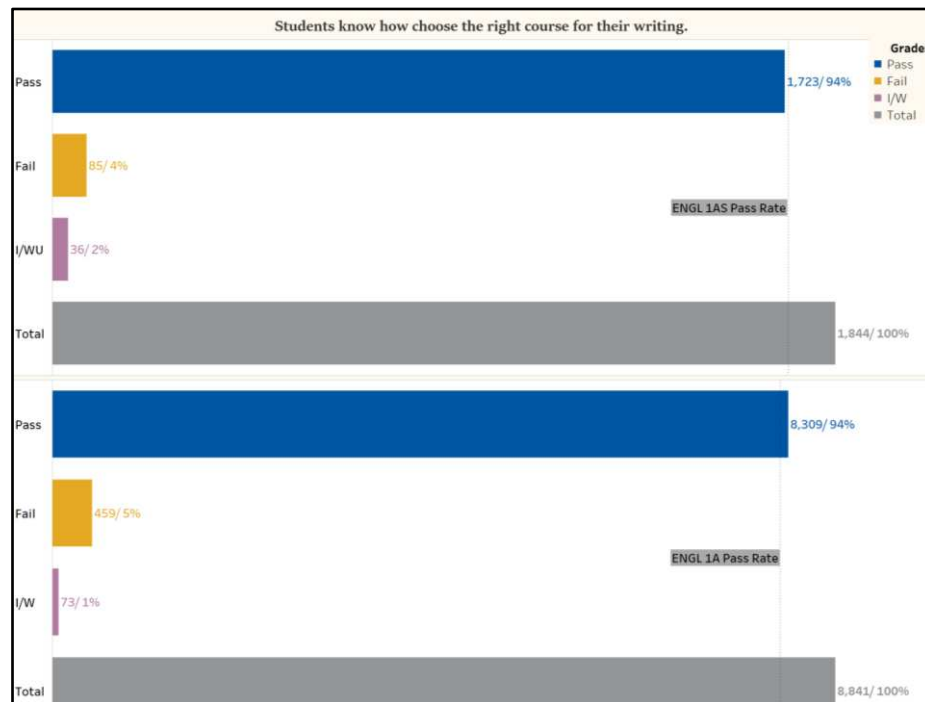 Students know how choose the right course for their writing.
Grade
Pass
Fail
I/W
Total
Pass
1,723/ 94%
Fail
85/ 4%
ENGL 1AS Pass Rate
I/WU
36/ 2%
Total
1,844/ 100%
Pass
8,309/ 94%
Fail
459/ 5%
ENGL 1A Pass Rate
I/W
73/ 1%
Total
8,841/ 100%